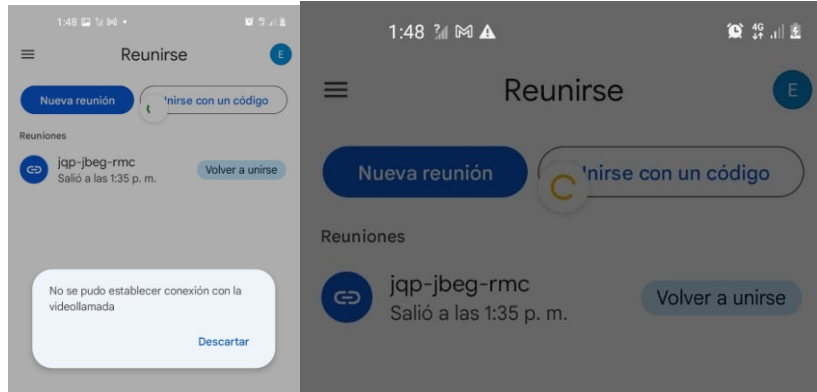 1:48
Reunirse
E
Nueva reunión
nirse con un código
Reuniones
jqp-jbeg-rmc
Salió a las 1:35 p. m.
Volver a unirse
No se pudo establecer conexión con la
videollamada
Descartar
1:48
4G
Reunirse
E
Nueva reunión
Unirse con un código
Reuniones
jqp-jbeg-rmc
Salió a las 1:35 p. m.
Volver a unirse